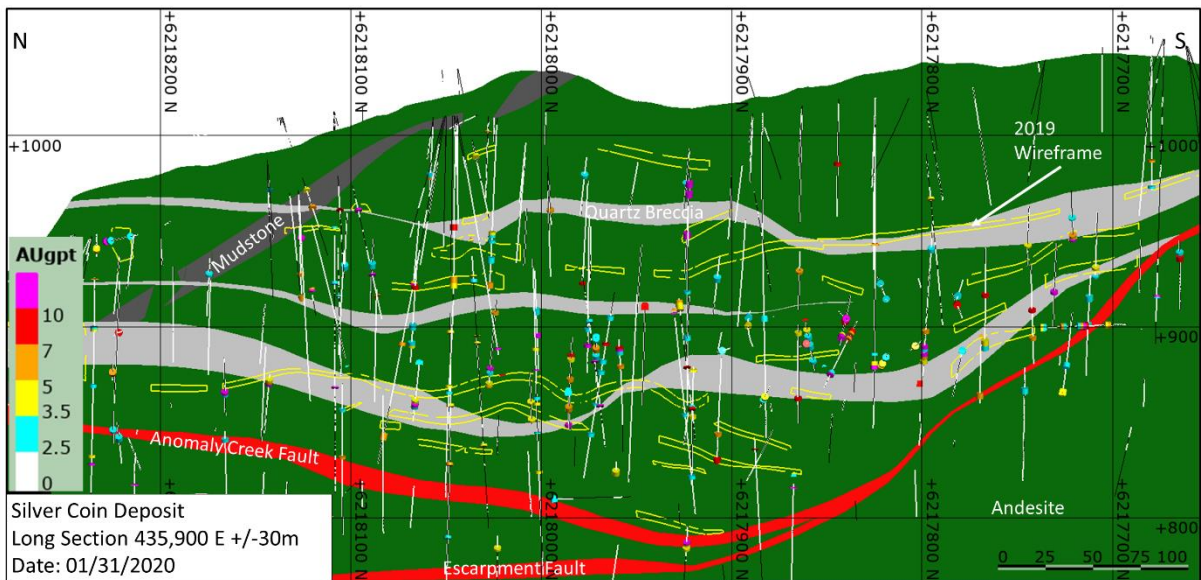 N
S
+6218200 N
+6218100 N
+6218000 N
+6217900 N
+6217800 N
+6217700 N
+1000
+1000
2019
Wireframe
Quartz Breccia
Mudstone
AUgpt
10
7
5
3.5
2.5
0
+900
Anomaly Creek Fault
Andesite
+800
Escarpment Fault
+6218100 N
+6218000 N
+6217900 N
+6217800 N
+6217700 N
0 25 50 75 100
Silver Coin Deposit
Long Section 435,900 E +/-30m
Date: 01/31/2020